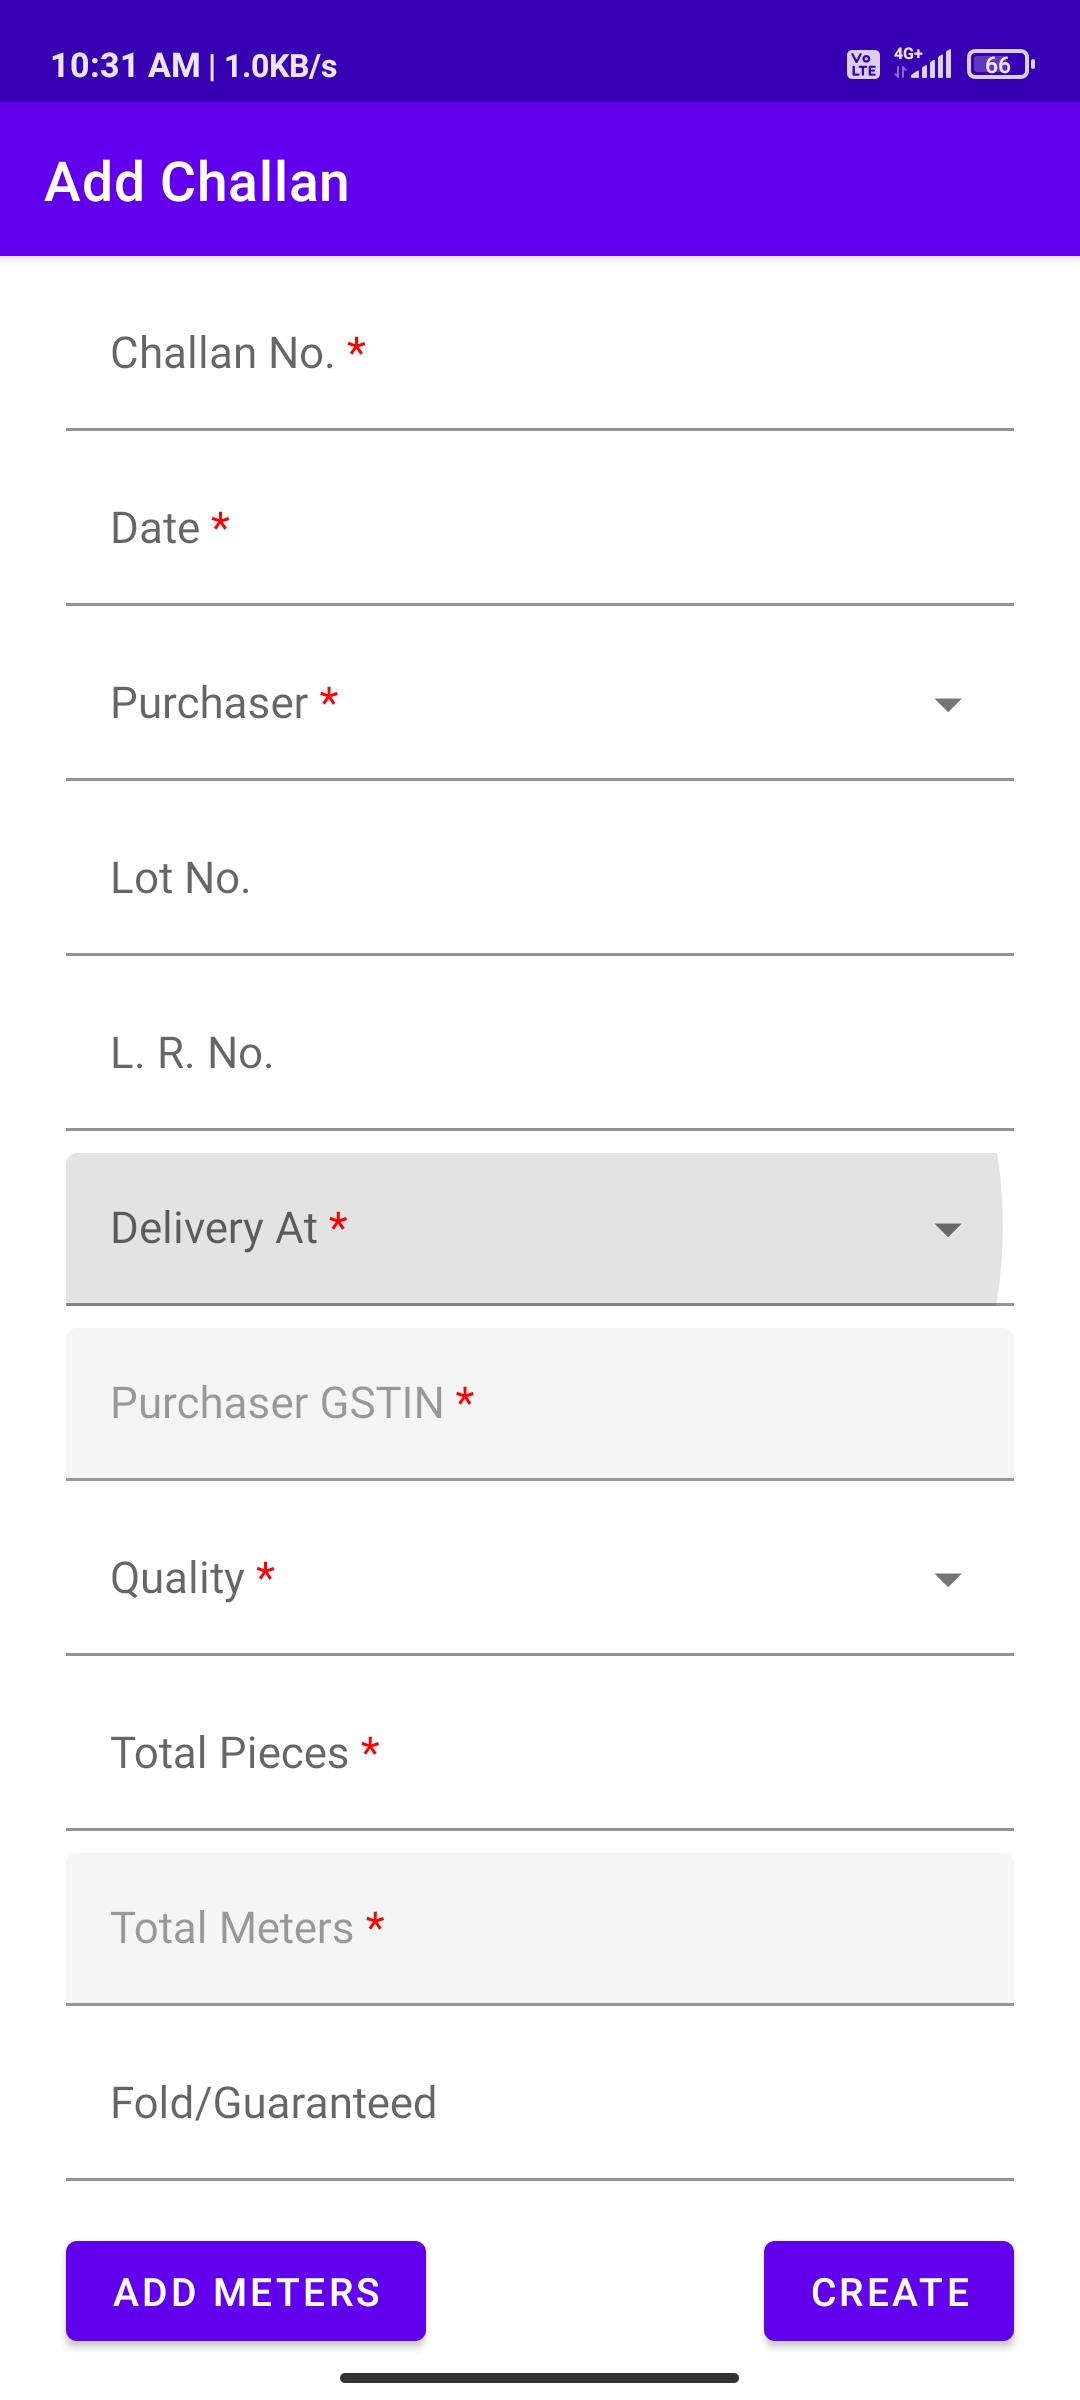 10:31 AM | 1.0KB/s Vo LTE 4G+ 66
Add Challan
Challan No. *
Date *
Purchaser *
Lot No.
L. R. No.
Delivery At *
Purchaser GSTIN *
Quality *
Total Pieces *
Total Meters *
Fold/Guaranteed
ADD METERS CREATE